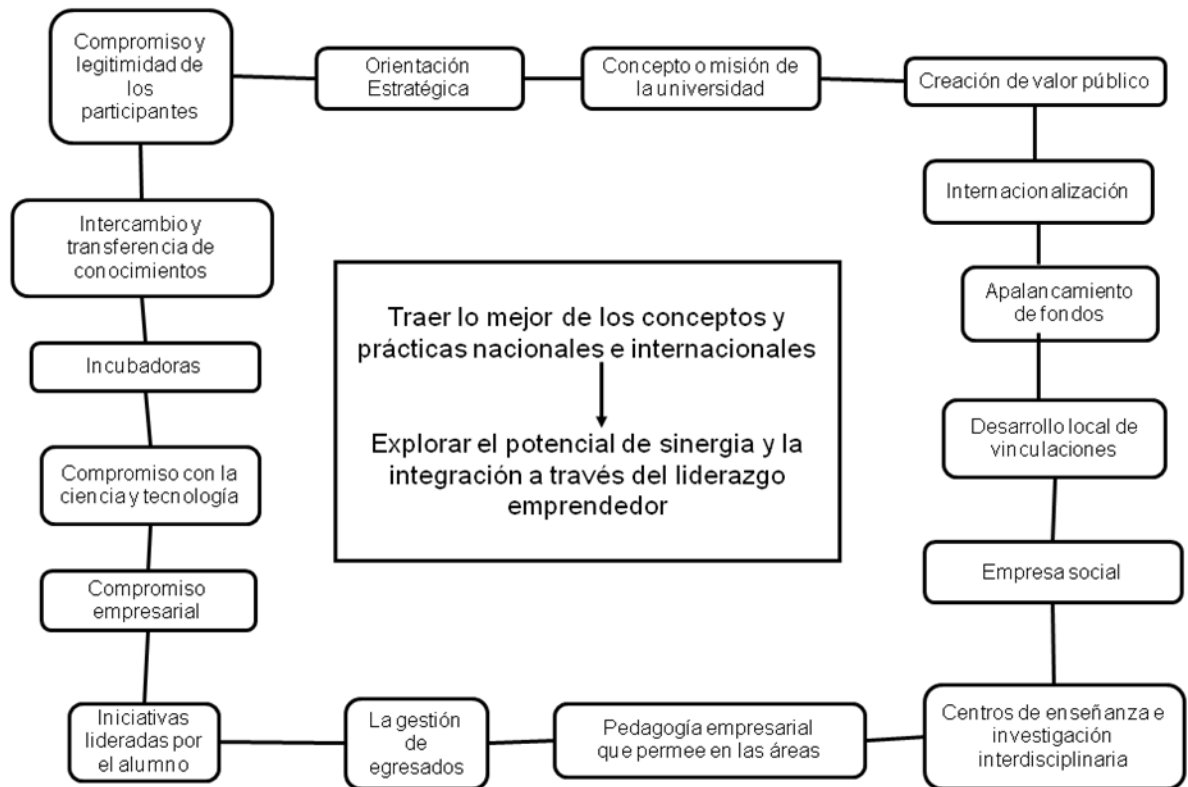 Compromiso y
legitimidad de
los
participantes
Orientación
Estratégica
Concepto o misión de
la universidad
Creación de valor público
Internacionalización
Apalancamiento
de fondos
Desarrollo local de
vinculaciones
Empresa social
Centros de enseñanza e
investigación
interdisciplinaria
Pedagogía empresarial
que permee en las áreas
La gestión
de
egresados
Iniciativas
lideradas por
el alumno
Compromiso
empresarial
Compromiso con la
ciencia y tecnología
Incubadoras
Intercambio y
transferencia de
conocimientos
Traer lo mejor de los conceptos y
prácticas nacionales e internacionales
Explorar el potencial de sinergia y la
integración a través del liderazgo
emprendedor